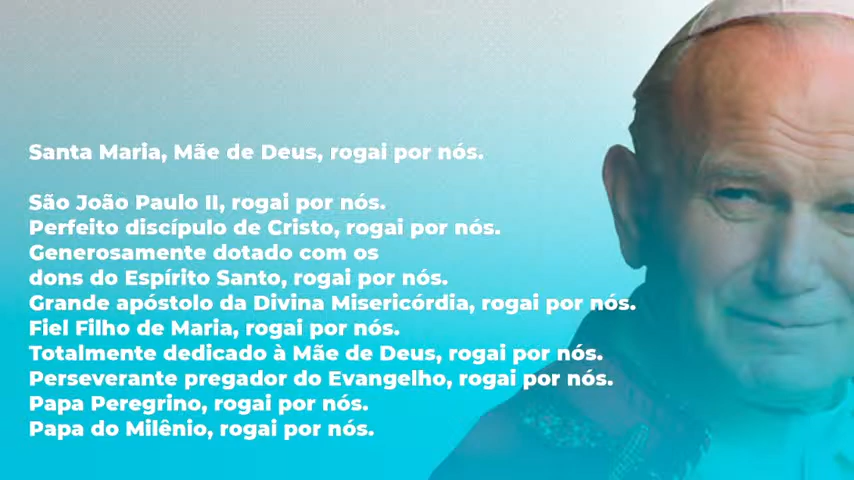 Santa Maria, Mãe de Deus, rogai por nós.
São João Paulo II, rogai por nós.
Perfeito discípulo de Cristo, rogai por nós.
Generosamente dotado com os
dons do Espírito Santo, rogai por nós.
Grande apóstolo da Divina Misericórdia, rogai por nós.
Fiel Filho de Maria, rogai por nós.
Totalmente dedicado à Mãe de Deus, rogai por nós.
Perseverante pregador do Evangelho, rogai por nós.
Papa Peregrino, rogai por nós.
Papa do Milênio, rogai por nós.